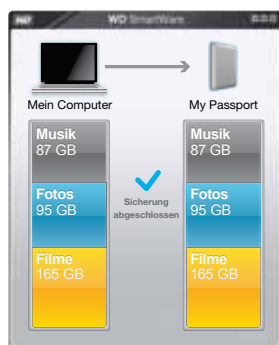 WD SmartWare
Mein Computer
My Passport
Musik
87 GB
Fotos
95 GB
Filme
165 GB
Sicherung
abgeschlossen
Musik
87 GB
Fotos
95 GB
Filme
165 GB